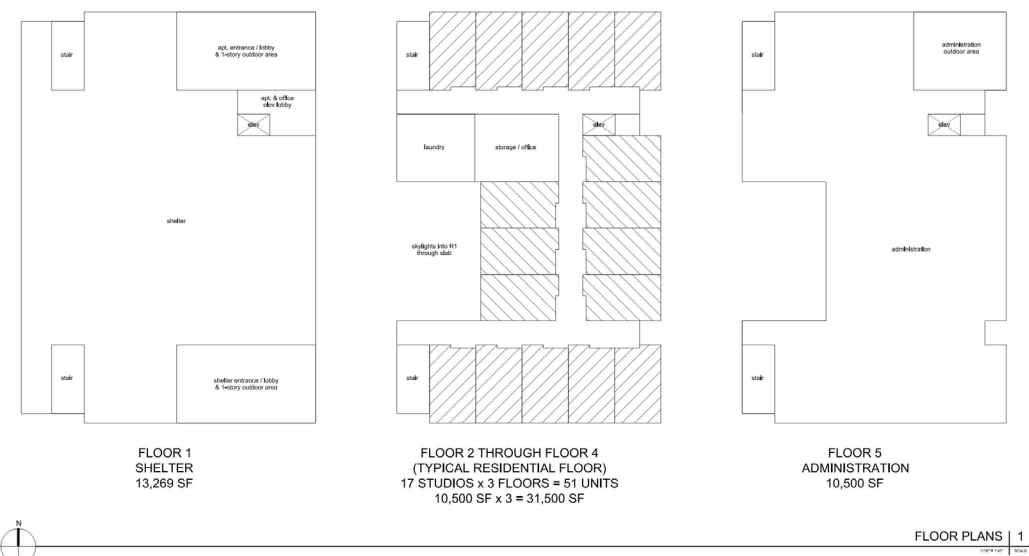 stair
apt. entrance / lobby
& 1-story outdoor area
apt. & office
elev lobby
elev
shelter
stair
shelter entrance / lobby
& 1-story outdoor area
FLOOR 1
SHELTER
13,269 SF
stair
elev
laundry
storage / office
skylights into R1
through slab
stair
FLOOR 2 THROUGH FLOOR 4
(TYPICAL RESIDENTIAL FLOOR)
17 STUDIOS x 3 FLOORS = 51 UNITS
10,500 SF x 3 = 31,500 SF
stair
administration
outdoor area
elev
administration
stair
FLOOR 5
ADMINISTRATION
10,500 SF
N
FLOOR PLANS 1
SCALE